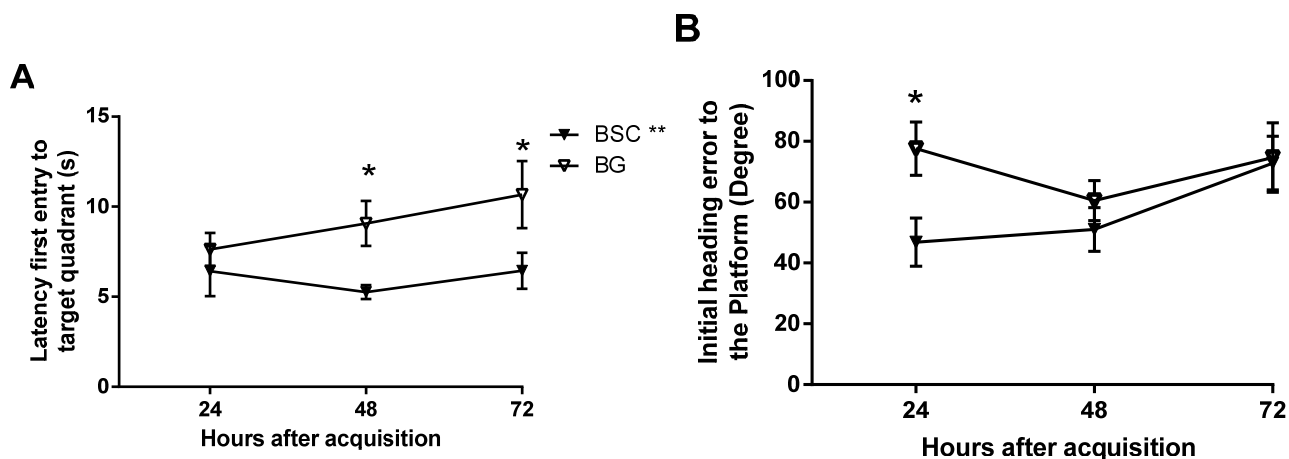 A
Latency first entry to
target quadrant (s)
15
10
5
0
24
48
72
Hours after acquisition
*
*
BSC **
BG
B
Initial heading error to
the Platform (Degree)
100
80
60
40
20
0
*
24
48
72
Hours after acquisition